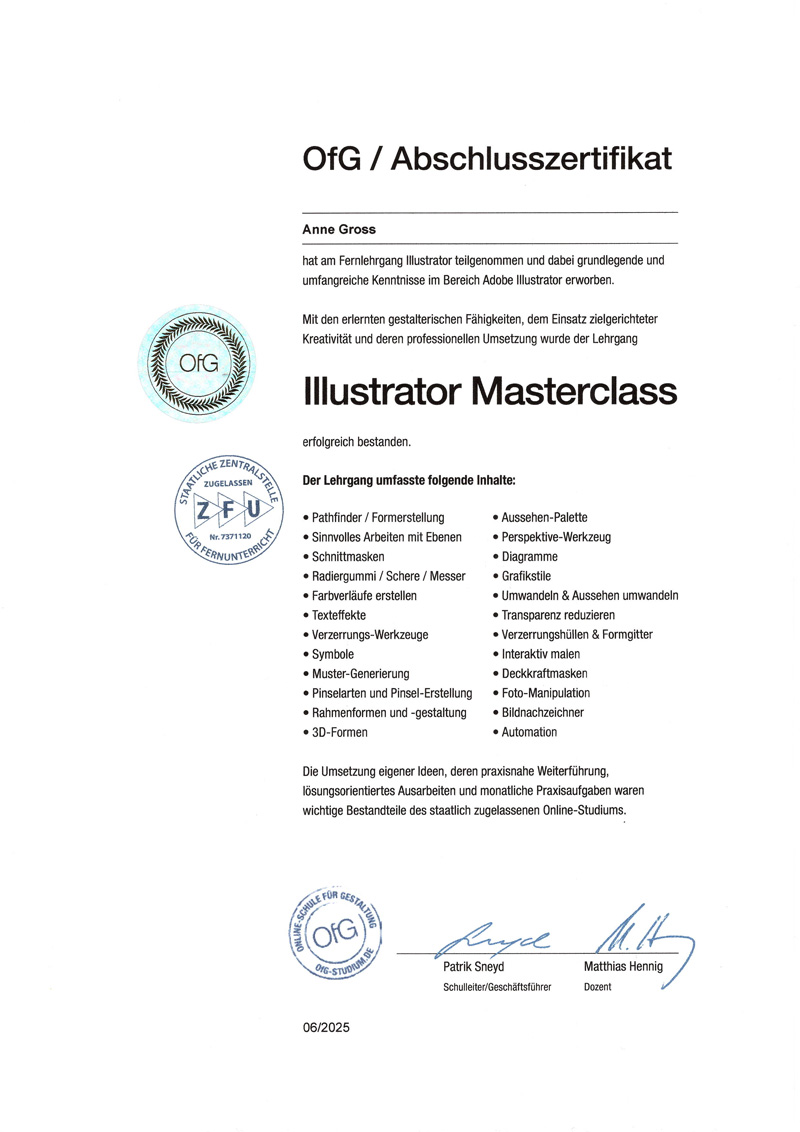 OfG / Abschlusszertifikat
Anne Gross
hat am Fernlehrgang Illustrator teilgenommen und dabei grundlegende und
umfangreiche Kenntnisse im Bereich Adobe Illustrator erworben.
Mit den erlernten gestalterischen Fähigkeiten, dem Einsatz zielgerichteter
Kreativität und deren professionellen Umsetzung wurde der Lehrgang
OfG
Illustrator Masterclass
erfolgreich bestanden.
STAATLICHE ZENTRALSTELLE
ZUGELASSEN
ZFU
Nr. 7371120
FÜR FERNUNTERRICHT
Der Lehrgang umfasste folgende Inhalte:
• Pathfinder / Formerstellung
• Sinnvolles Arbeiten mit Ebenen
• Schnittmasken
• Radiergummi / Schere / Messer
• Farbverläufe erstellen
• Texteffekte
• Verzerrungs-Werkzeuge
• Symbole
• Muster-Generierung
• Pinselarten und Pinsel-Erstellung
• Rahmenformen und -gestaltung
• 3D-Formen
• Aussehen-Palette
• Perspektive-Werkzeug
• Diagramme
• Grafikstile
• Umwandeln & Aussehen umwandeln
• Transparenz reduzieren
• Verzerrungshüllen & Formgitter
• Interaktiv malen
• Deckkraftmasken
• Foto-Manipulation
• Bildnachzeichner
• Automation
Die Umsetzung eigener Ideen, deren praxisnahe Weiterführung,
lösungsorientiertes Ausarbeiten und monatliche Praxisaufgaben waren
wichtige Bestandteile des staatlich zugelassenen Online-Studiums.
ONLINE-SCHULE FÜR GESTALTUNG
OfG
OfG-STUDIUM.DE
Patrik Sneyd
Schulleiter/Geschäftsführer
Matthias Hennig
Dozent
06/2025